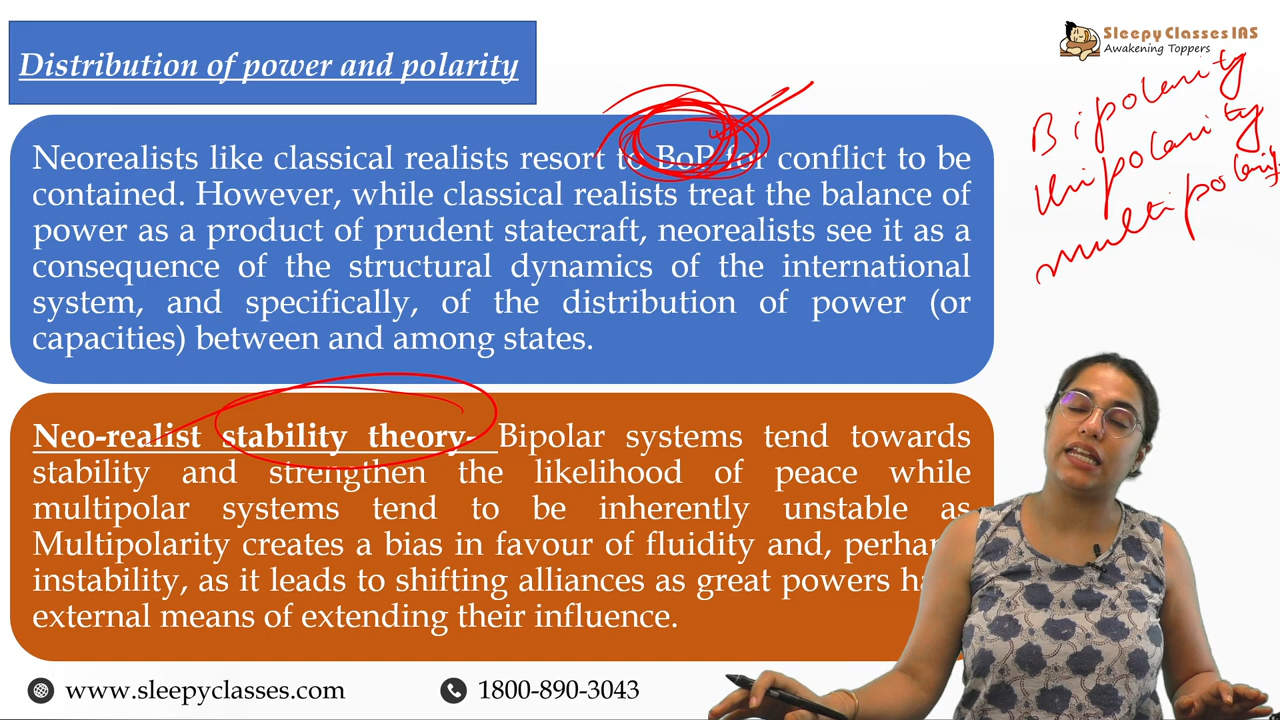 Distribution of power and polarity
Sleepy Classes IAS
Awakening Toppers
Bipolarity
multipolarity
Neorealists like classical realists resort to BoP for conflict to be
contained. However, while classical realists treat the balance of
power as a product of prudent statecraft, neorealists see it as a
consequence of the structural dynamics of the international
system, and specifically, of the distribution of power (or
capacities) between and among states.
Neo-realist stability theory- Bipolar systems tend towards
stability and strengthen the likelihood of peace while
multipolar systems tend to be inherently unstable as
Multipolarity creates a bias in favour of fluidity and,
instability, as it leads to shifting alliances as great powers
external means of extending their influence.
www.sleepyclasses.com
1800-890-3043